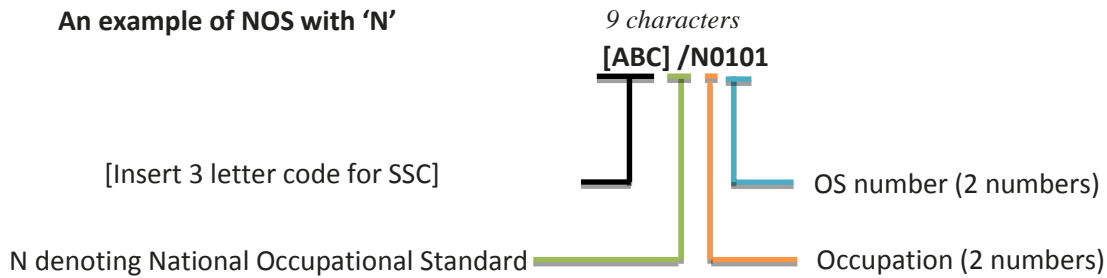 An example of NOS with ‘N’
9 characters
[ABC] /N0101
[Insert 3 letter code for SSC]
OS number (2 numbers)
N denoting National Occupational Standard
Occupation (2 numbers)